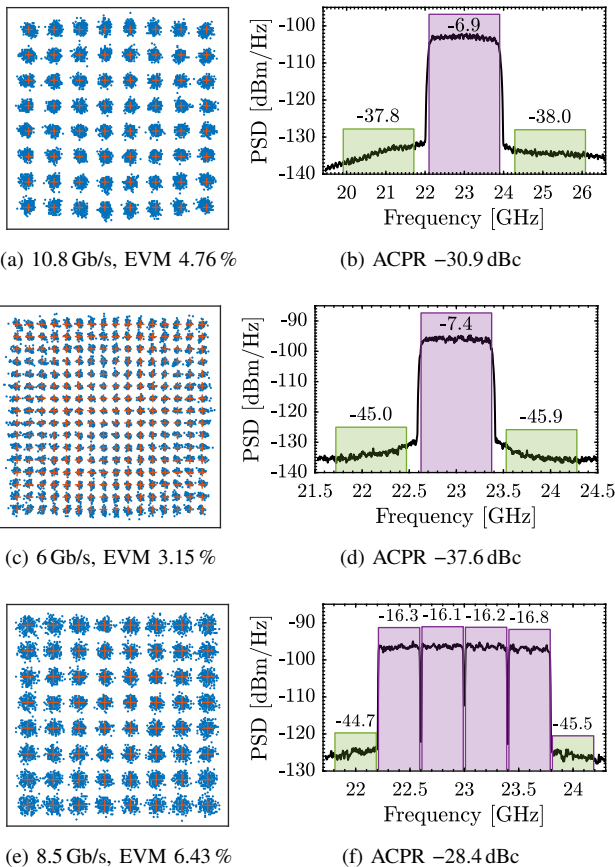 -90
-100
-110
-120
-130
-140
PSD [dBm/Hz]
-6.9
-37.8
-38.0
20 21 22 23 24 25 26
Frequency [GHz]
(a) 10.8 Gb/s, EVM 4.76 %
(b) ACPR −30.9 dBc
-90
-100
-110
-120
-130
-140
PSD [dBm/Hz]
-7.4
-45.0
-45.9
21.5 22 22.5 23 23.5 24 24.5
Frequency [GHz]
(c) 6 Gb/s, EVM 3.15 %
(d) ACPR −37.6 dBc
-90
-100
-110
-120
-130
PSD [dBm/Hz]
-16.3 -16.1 -16.2 -16.8
-44.7
-45.5
22 22.5 23 23.5 24
Frequency [GHz]
(e) 8.5 Gb/s, EVM 6.43 %
(f) ACPR −28.4 dBc